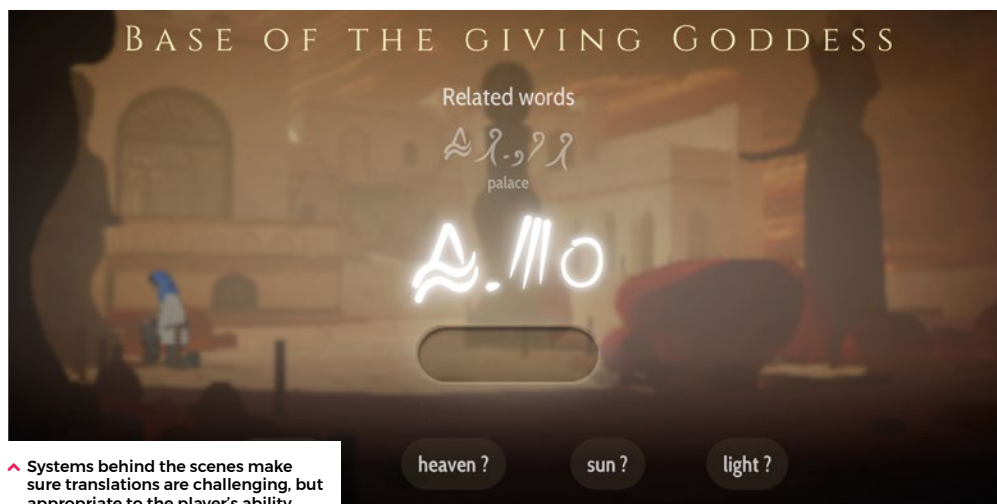 BASE OF THE GIVING GODDESS
Related words
palace
heaven ?
sun ?
light ?
Systems behind the scenes make
sure translations are challenging, but
appropriate to the player's ability